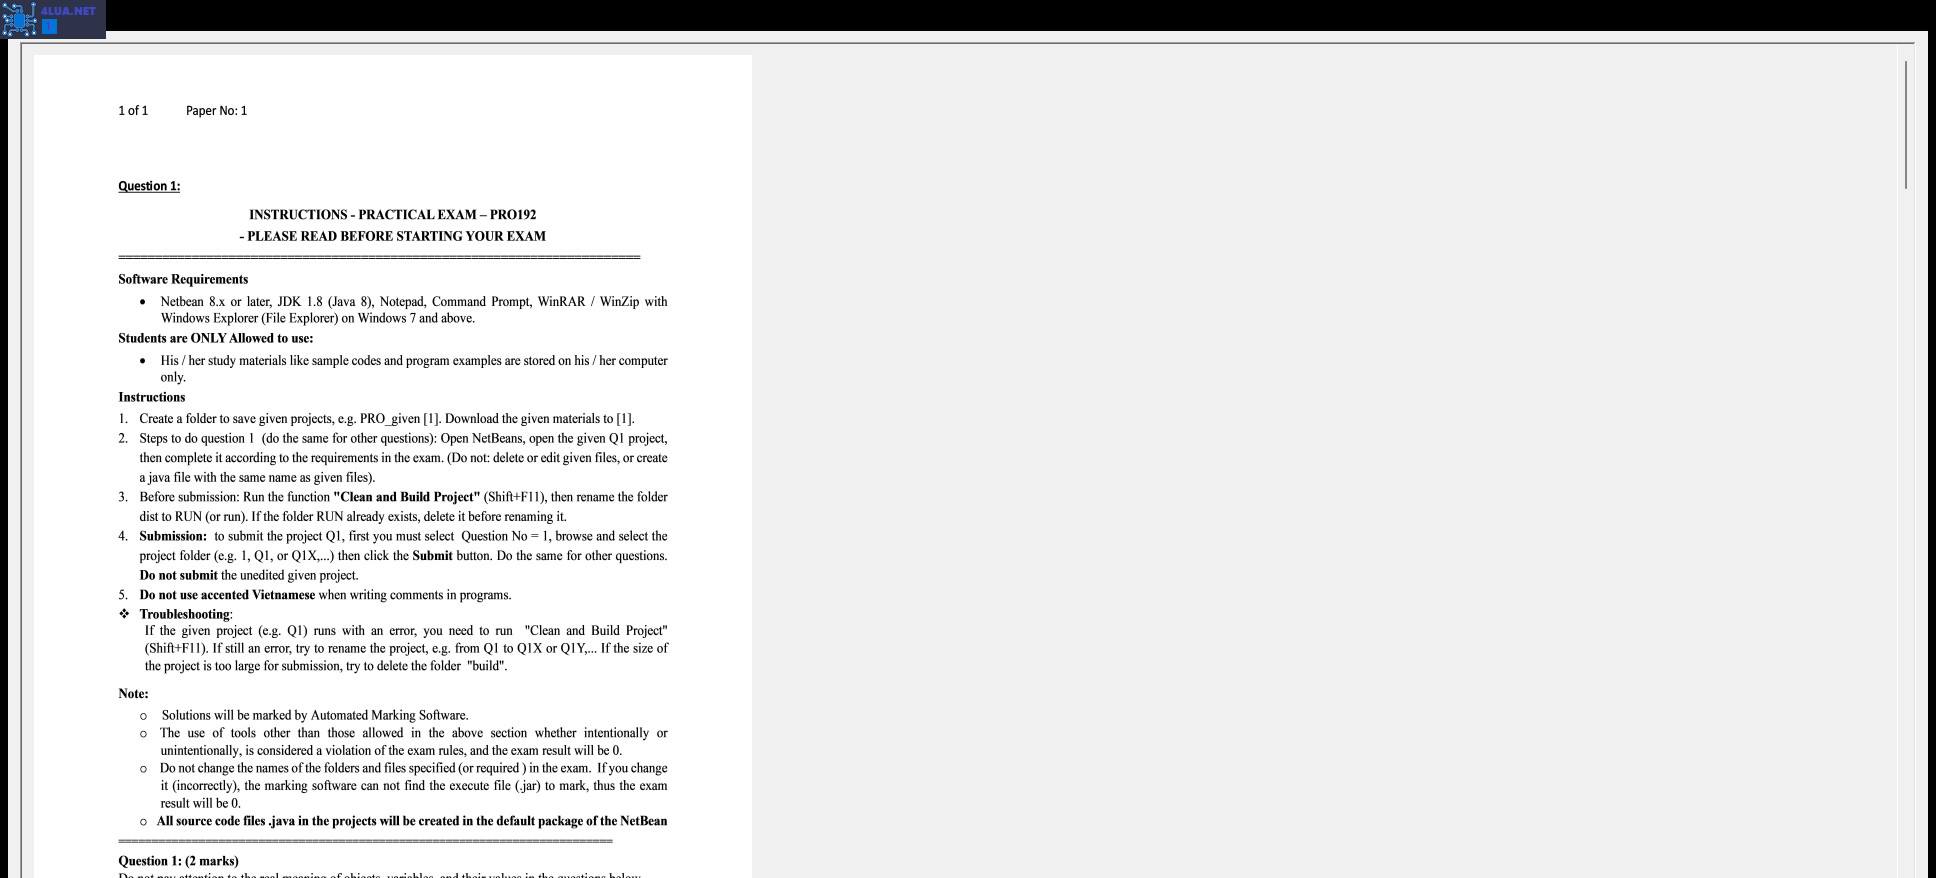 4LUA.NET
1 of 1 Paper No: 1
Question 1:
INSTRUCTIONS - PRACTICAL EXAM – PRO192
- PLEASE READ BEFORE STARTING YOUR EXAM
Software Requirements
• Netbean 8.x or later, JDK 1.8 (Java 8), Notepad, Command Prompt, WinRAR / WinZip with
Windows Explorer (File Explorer) on Windows 7 and above.
Students are ONLY Allowed to use:
• His / her study materials like sample codes and program examples are stored on his / her computer
only.
Instructions
1. Create a folder to save given projects, e.g. PRO_given [1]. Download the given materials to [1].
2. Steps to do question 1 (do the same for other questions): Open NetBeans, open the given Q1 project,
then complete it according to the requirements in the exam. (Do not: delete or edit given files, or create
a java file with the same name as given files).
3. Before submission: Run the function "Clean and Build Project" (Shift+F11), then rename the folder
dist to RUN (or run). If the folder RUN already exists, delete it before renaming it.
4. Submission: to submit the project Q1, first you must select Question No = 1, browse and select the
project folder (e.g. 1, Q1, or Q1X,...) then click the Submit button. Do the same for other questions.
Do not submit the unedited given project.
5. Do not use accented Vietnamese when writing comments in programs.
❖ Troubleshooting:
If the given project (e.g. Q1) runs with an error, you need to run "Clean and Build Project"
(Shift+F11). If still an error, try to rename the project, e.g. from Q1 to Q1X or Q1Y,... If the size of
the project is too large for submission, try to delete the folder "build".
Note:
o Solutions will be marked by Automated Marking Software.
o The use of tools other than those allowed in the above section whether intentionally or
unintentionally, is considered a violation of the exam rules, and the exam result will be 0.
o Do not change the names of the folders and files specified (or required ) in the exam. If you change
it (incorrectly), the marking software can not find the execute file (.jar) to mark, thus the exam
result will be 0.
o All source code files .java in the projects will be created in the default package of the NetBean
Question 1: (2 marks)
Do not pay attention to the real meaning of objects, variables, and their values in the questions below.